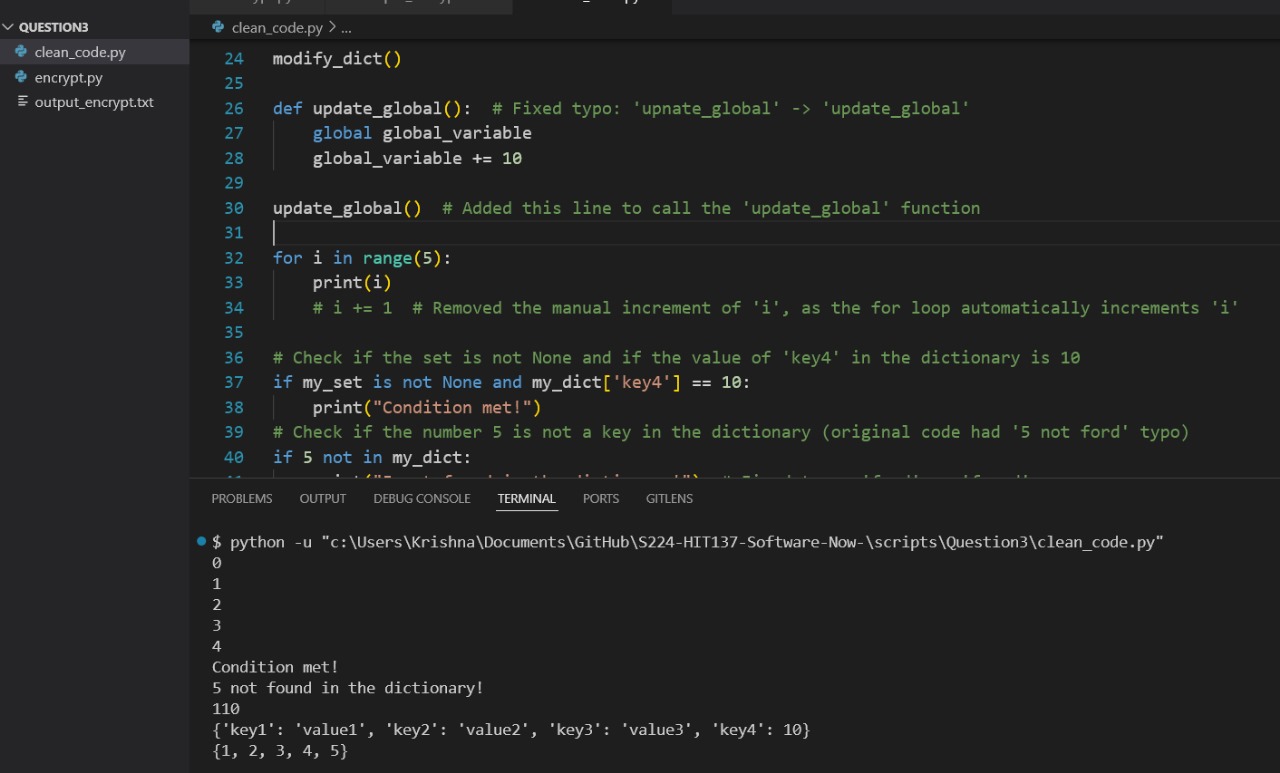 QUESTION3
clean_code.py
encrypt.py
output_encrypt.txt
clean_code.py > ...
24 modify_dict()
25
26 def update_global():  # Fixed typo: 'upnate_global' -> 'update_global'
27     global global_variable
28     global_variable += 10
29
30 update_global()  # Added this line to call the 'update_global' function
31
32 for i in range(5):
33     print(i)
34     # i += 1  # Removed the manual increment of 'i', as the for loop automatically increments 'i'
35
36 # Check if the set is not None and if the value of 'key4' in the dictionary is 10
37 if my_set is not None and my_dict['key4'] == 10:
38     print("Condition met!")
39 # Check if the number 5 is not a key in the dictionary (original code had '5 not ford' typo)
40 if 5 not in my_dict:
PROBLEMS OUTPUT DEBUG CONSOLE TERMINAL PORTS GITLENS
$ python -u "c:\Users\Krishna\Documents\GitHub\S224-HIT137-Software-Now-\scripts\Question3\clean_code.py"
0
1
2
3
4
Condition met!
5 not found in the dictionary!
110
{'key1': 'value1', 'key2': 'value2', 'key3': 'value3', 'key4': 10}
{1, 2, 3, 4, 5}